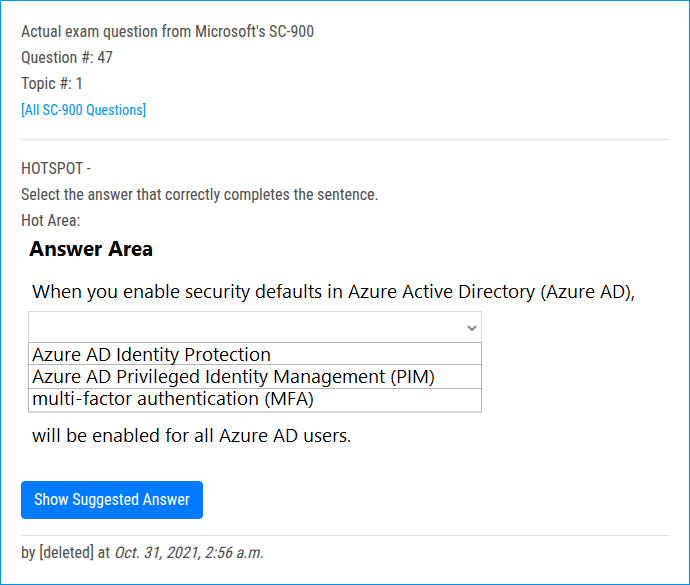 Actual exam question from Microsoft's SC-900
Question #: 47
Topic #: 1
[All SC-900 Questions]
HOTSPOT -
Select the answer that correctly completes the sentence.
Hot Area:
Answer Area
When you enable security defaults in Azure Active Directory (Azure AD),
Azure AD Identity Protection
Azure AD Privileged Identity Management (PIM)
multi-factor authentication (MFA)
will be enabled for all Azure AD users.
Show Suggested Answer
by [deleted] at Oct. 31, 2021, 2:56 a.m.